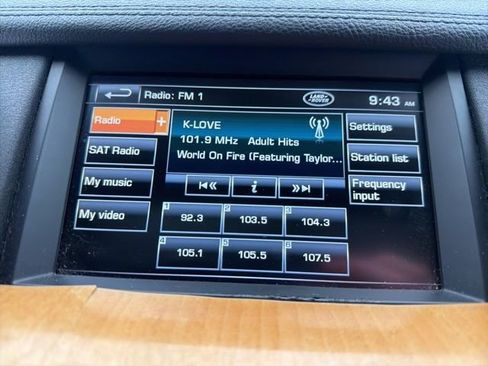 Radio: FM 1
LAND ROVER
9:43 AM
Radio +
K-LOVE
101.9 MHz Adult Hits
World On Fire (Featuring Taylor...
Settings
SAT Radio
Station list
My music
i
Frequency
input
My video
1 92.3
2 103.5
3 104.3
4 105.1
5 105.5
6 107.5